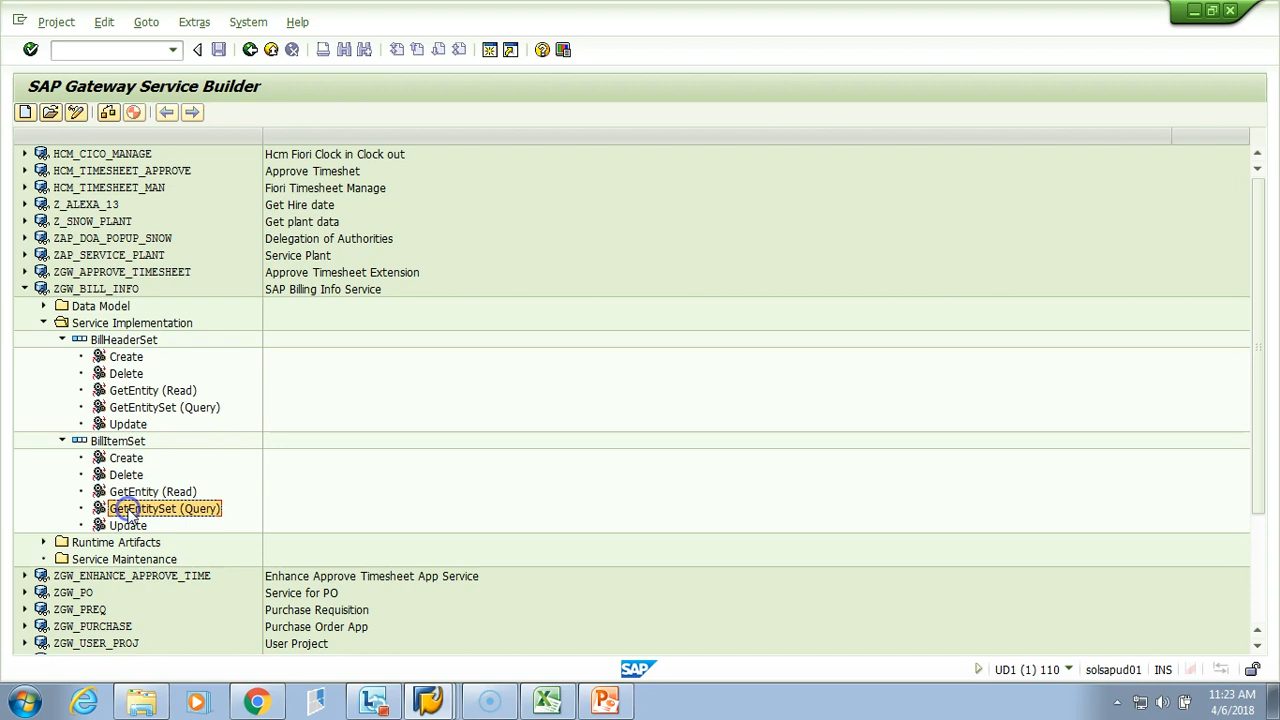 Project Edit Goto Extras System Help
SAP Gateway Service Builder
HCM_CICO_MANAGE Hcm Fiori Clock in Clock out
HCM_TIMESHEET_APPROVE Approve Timeshet
HCM_TIMESHEET_MAN Fiori Timesheet Manage
Z_ALEXA_13 Get Hire date
Z_SNOW_PLANT Get plant data
ZAP_DOA_POPUP_SNOW Delegation of Authorities
ZAP_SERVICE_PLANT Service Plant
ZGW_APPROVE_TIMESHEET Approve Timesheet Extension
ZGW_BILL_INFO SAP Billing Info Service
Data Model
Service Implementation
BillHeaderSet
Create
Delete
GetEntity (Read)
GetEntitySet (Query)
Update
BillItemSet
Create
Delete
GetEntity (Read)
GetEntitySet (Query)
Update
Runtime Artifacts
Service Maintenance
ZGW_ENHANCE_APPROVE_TIME Enhance Approve Timesheet App Service
ZGW_PO Service for PO
ZGW_PREQ Purchase Requisition
ZGW_PURCHASE Purchase Order App
ZGW_USER_PROJ User Project
SAP UD1 (1) 110 solsapud01 INS
11:23 AM
4/6/2018